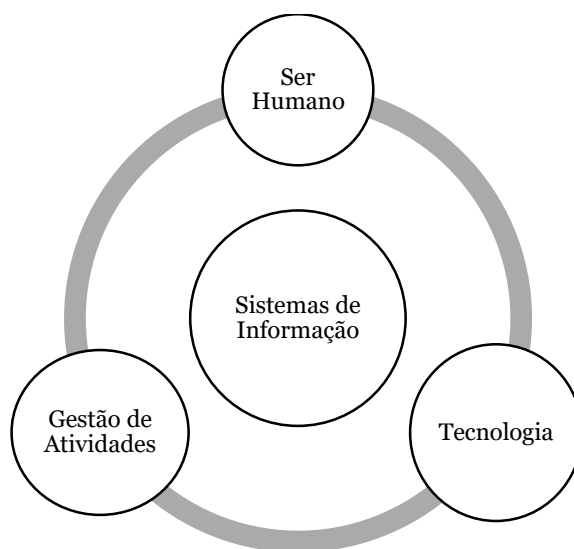 Ser
Humano
Sistemas de
Informação
Gestão de
Atividades
Tecnologia